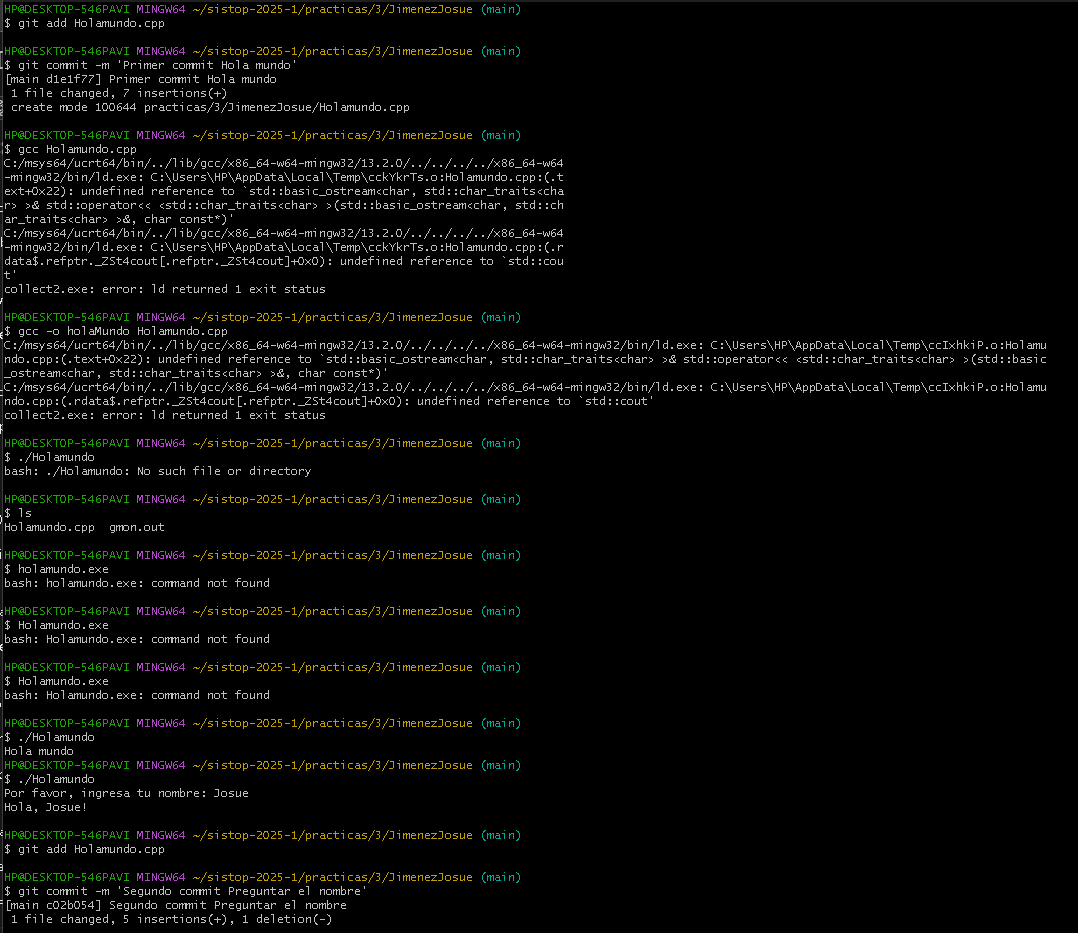 HP@DESKTOP-546PAVI MINGW64 ~/sistop-2025-1/practicas/3/JimenezJosue (main)
$ git add Holamundo.cpp
HP@DESKTOP-546PAVI MINGW64 ~/sistop-2025-1/practicas/3/JimenezJosue (main)
$ git commit -m 'Primer commit Hola mundo'
[main d1e1f77] Primer commit Hola mundo
 1 file changed, 7 insertions(+)
 create mode 100644 practicas/3/JimenezJosue/Holamundo.cpp
HP@DESKTOP-546PAVI MINGW64 ~/sistop-2025-1/practicas/3/JimenezJosue (main)
$ gcc Holamundo.cpp
C:/msys64/ucrt64/bin/../lib/gcc/x86_64-w64-mingw32/13.2.0/../../../../x86_64-w64
-mingw32/bin/ld.exe: C:\Users\HP\AppData\Local\Temp\cckYkrTs.o:Holamundo.cpp:(.t
ext+0x22): undefined reference to `std::basic_ostream<char, std::char_traits<cha
r> >& std::operator<< <std::char_traits<char> >(std::basic_ostream<char, std::ch
ar_traits<char> >&, char const*)'
C:/msys64/ucrt64/bin/../lib/gcc/x86_64-w64-mingw32/13.2.0/../../../../x86_64-w64
-mingw32/bin/ld.exe: C:\Users\HP\AppData\Local\Temp\cckYkrTs.o:Holamundo.cpp:(.r
data$.refptr._ZSt4cout[.refptr._ZSt4cout]+0x0): undefined reference to `std::cou
t'
collect2.exe: error: ld returned 1 exit status
HP@DESKTOP-546PAVI MINGW64 ~/sistop-2025-1/practicas/3/JimenezJosue (main)
$ gcc -o holaMundo Holamundo.cpp
C:/msys64/ucrt64/bin/../lib/gcc/x86_64-w64-mingw32/13.2.0/../../../../x86_64-w64-mingw32/bin/ld.exe: C:\Users\HP\AppData\Local\Temp\ccIxhkiP.o:Holamu
ndo.cpp:(.text+0x22): undefined reference to `std::basic_ostream<char, std::char_traits<char> >& std::operator<< <std::char_traits<char> >(std::basic
_ostream<char, std::char_traits<char> >&, char const*)'
C:/msys64/ucrt64/bin/../lib/gcc/x86_64-w64-mingw32/13.2.0/../../../../x86_64-w64-mingw32/bin/ld.exe: C:\Users\HP\AppData\Local\Temp\ccIxhkiP.o:Holamu
ndo.cpp:(.rdata$.refptr._ZSt4cout[.refptr._ZSt4cout]+0x0): undefined reference to `std::cout'
collect2.exe: error: ld returned 1 exit status
HP@DESKTOP-546PAVI MINGW64 ~/sistop-2025-1/practicas/3/JimenezJosue (main)
$ ./Holamundo
bash: ./Holamundo: No such file or directory
HP@DESKTOP-546PAVI MINGW64 ~/sistop-2025-1/practicas/3/JimenezJosue (main)
$ ls
Holamundo.cpp  gmon.out
HP@DESKTOP-546PAVI MINGW64 ~/sistop-2025-1/practicas/3/JimenezJosue (main)
$ holamundo.exe
bash: holamundo.exe: command not found
HP@DESKTOP-546PAVI MINGW64 ~/sistop-2025-1/practicas/3/JimenezJosue (main)
$ Holamundo.exe
bash: Holamundo.exe: command not found
HP@DESKTOP-546PAVI MINGW64 ~/sistop-2025-1/practicas/3/JimenezJosue (main)
$ Holamundo.exe
bash: Holamundo.exe: command not found
HP@DESKTOP-546PAVI MINGW64 ~/sistop-2025-1/practicas/3/JimenezJosue (main)
$ ./Holamundo
Hola mundo
HP@DESKTOP-546PAVI MINGW64 ~/sistop-2025-1/practicas/3/JimenezJosue (main)
$ ./Holamundo
Por favor, ingresa tu nombre: Josue
Hola, Josue!
HP@DESKTOP-546PAVI MINGW64 ~/sistop-2025-1/practicas/3/JimenezJosue (main)
$ git add Holamundo.cpp
HP@DESKTOP-546PAVI MINGW64 ~/sistop-2025-1/practicas/3/JimenezJosue (main)
$ git commit -m 'Segundo commit Preguntar el nombre'
[main c02b054] Segundo commit Preguntar el nombre
 1 file changed, 5 insertions(+), 1 deletion(-)